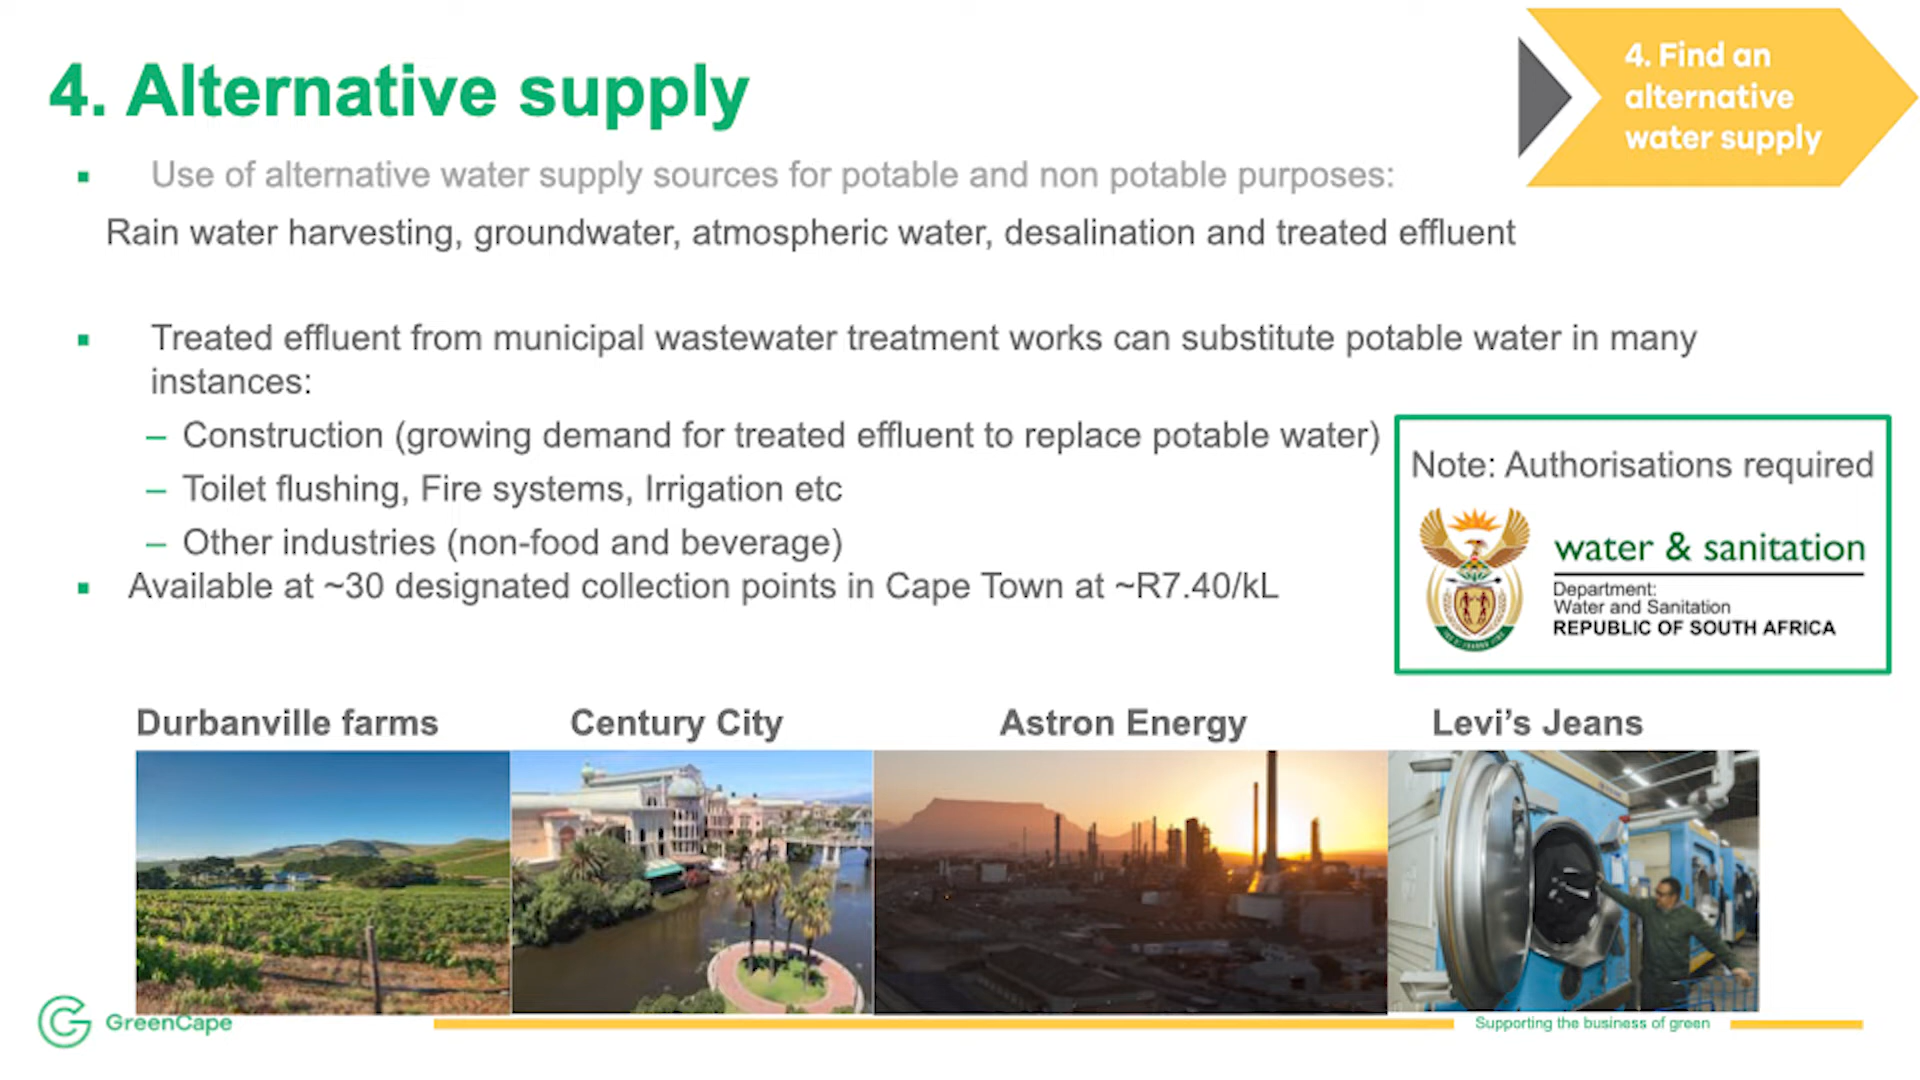 4. Alternative supply
4. Find an
alternative
water supply
▪ Use of alternative water supply sources for potable and non potable purposes:
Rain water harvesting, groundwater, atmospheric water, desalination and treated effluent
▪ Treated effluent from municipal wastewater treatment works can substitute potable water in many
instances:
– Construction (growing demand for treated effluent to replace potable water)
– Toilet flushing, Fire systems, Irrigation etc
– Other industries (non-food and beverage)
▪ Available at ~30 designated collection points in Cape Town at ~R7.40/kL
Note: Authorisations required
water & sanitation
Department:
Water and Sanitation
REPUBLIC OF SOUTH AFRICA
Durbanville farms
Century City
Astron Energy
Levi’s Jeans
GreenCape
Supporting the business of green